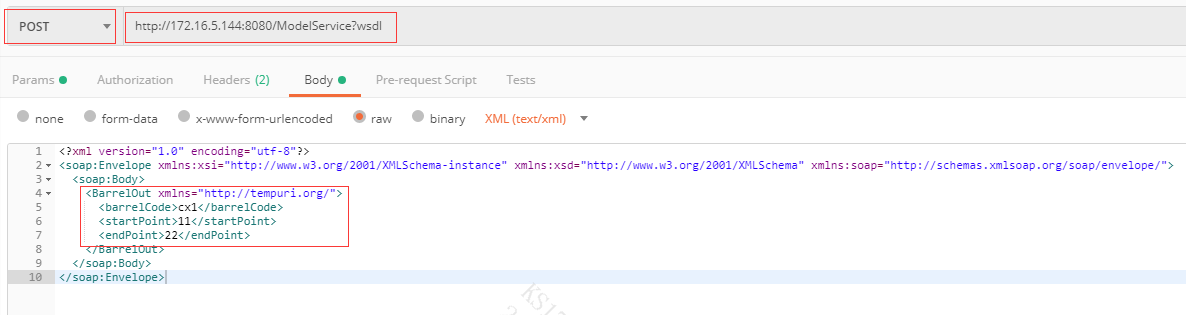 POST http://172.16.5.144:8080/ModelService?wsdl
Params Authorization Headers (2) Body Pre-request Script Tests
none form-data x-www-form-urlencoded raw binary XML (text/xml)
1 <?xml version="1.0" encoding="utf-8"?>
2 <soap:Envelope xmlns:xsi="http://www.w3.org/2001/XMLSchema-instance" xmlns:xsd="http://www.w3.org/2001/XMLSchema" xmlns:soap="http://schemas.xmlsoap.org/soap/envelope/">
3 <soap:Body>
4 <BarrelOut xmlns="http://tempuri.org/">
5 <barrelCode>cx1</barrelCode>
6 <startPoint>11</startPoint>
7 <endPoint>22</endPoint>
8 </BarrelOut>
9 </soap:Body>
10 </soap:Envelope>